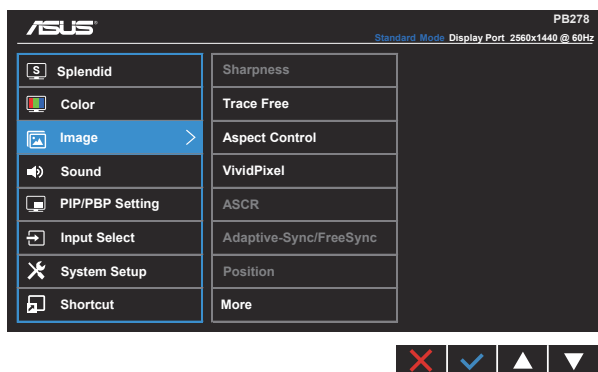 ASUS
PB278
Standard Mode Display Port 2560x1440 @ 60Hz
S Splendid
Color
Image
Sound
PIP/PBP Setting
Input Select
System Setup
Shortcut
Sharpness
Trace Free
Aspect Control
VividPixel
ASCR
Adaptive-Sync/FreeSync
Position
More